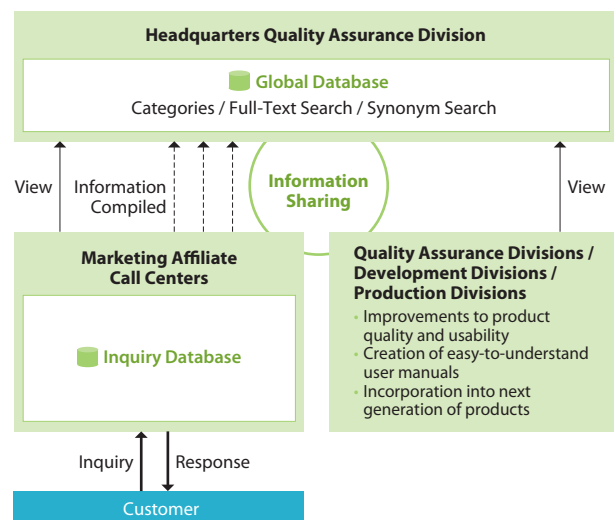 Headquarters Quality Assurance Division
Global Database
Categories / Full-Text Search / Synonym Search
View
Information
Compiled
Information
Sharing
View
Marketing Affiliate
Call Centers
Inquiry Database
Quality Assurance Divisions /
Development Divisions /
Production Divisions
• Improvements to product
quality and usability
• Creation of easy-to-understand
user manuals
• Incorporation into next
generation of products
Inquiry
Response
Customer